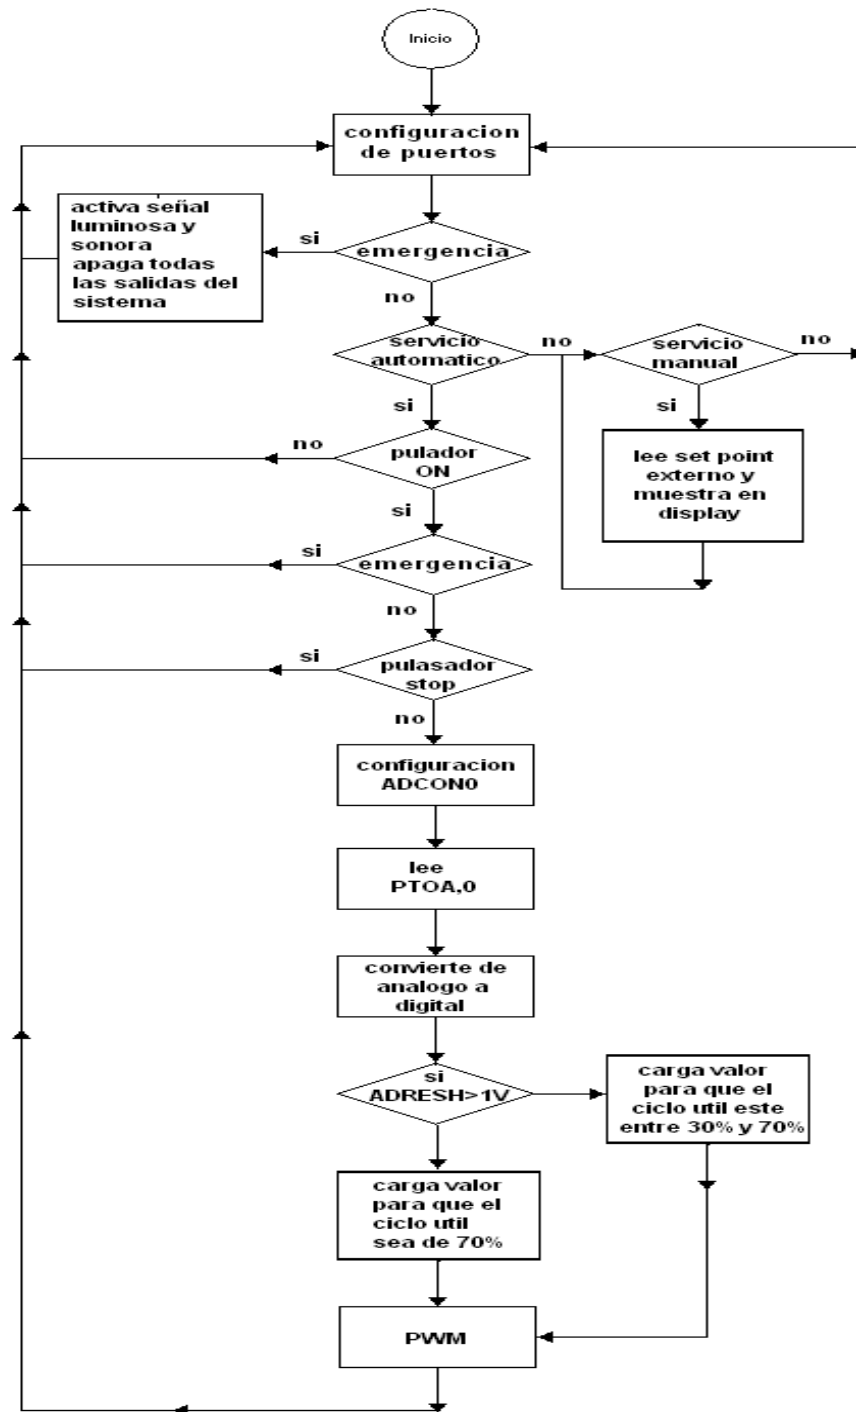 Inicio
configuracion
de puertos
activa señal
luminosa y
sonora
apaga todas
las salidas del
sistema
si
emergencia
no
servicio
automatico
no
servicio
manual
no
si
si
no
pulador
ON
lee set point
externo y
muestra en
display
si
si
emergencia
no
si
pulasador
stop
no
configuracion
ADCON0
lee
PTOA,0
convierte de
analogo a
digital
si
ADRESH>1V
carga valor
para que el
ciclo util este
entre 30% y 70%
carga valor
para que el
ciclo util
sea de 70%
PWM